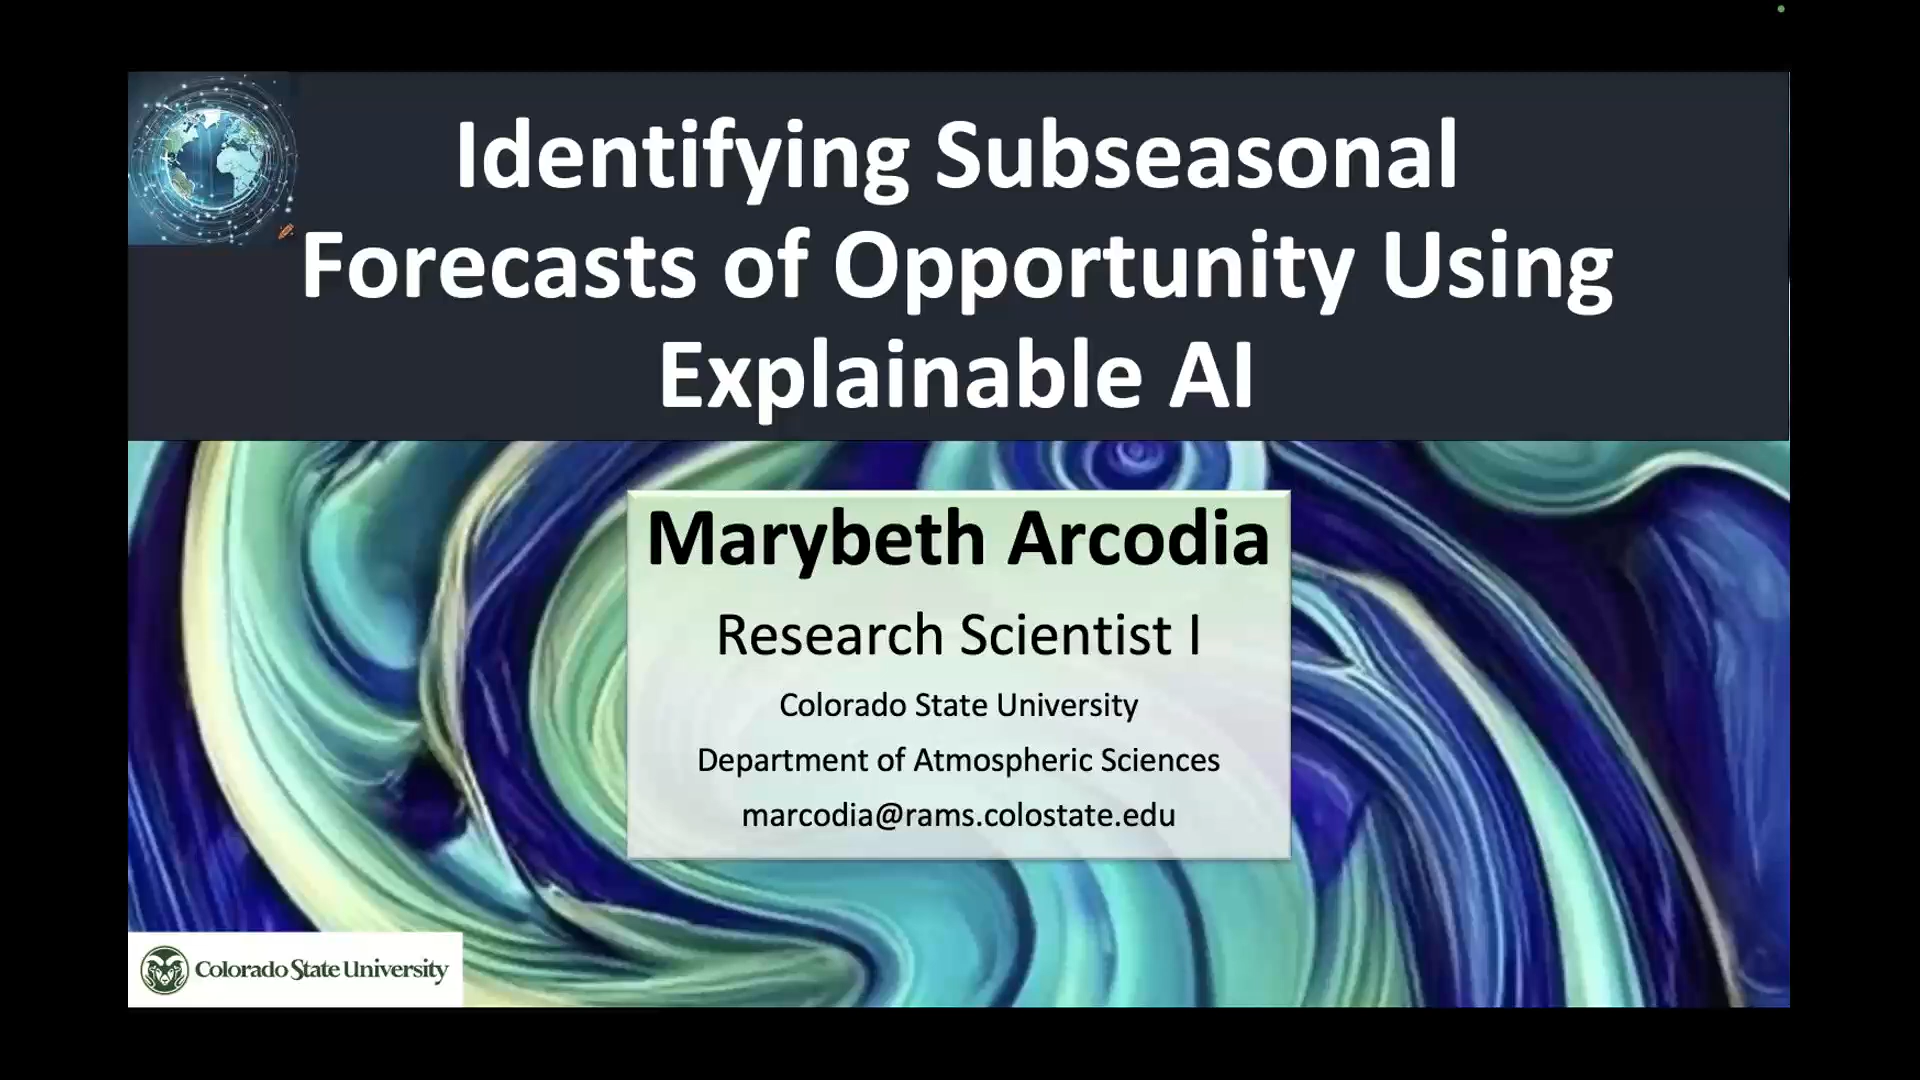 Identifying Subseasonal
Forecasts of Opportunity Using
Explainable AI
Marybeth Arcodia
Research Scientist I
Colorado State University
Department of Atmospheric Sciences
marcodia@rams.colostate.edu
Colorado State University